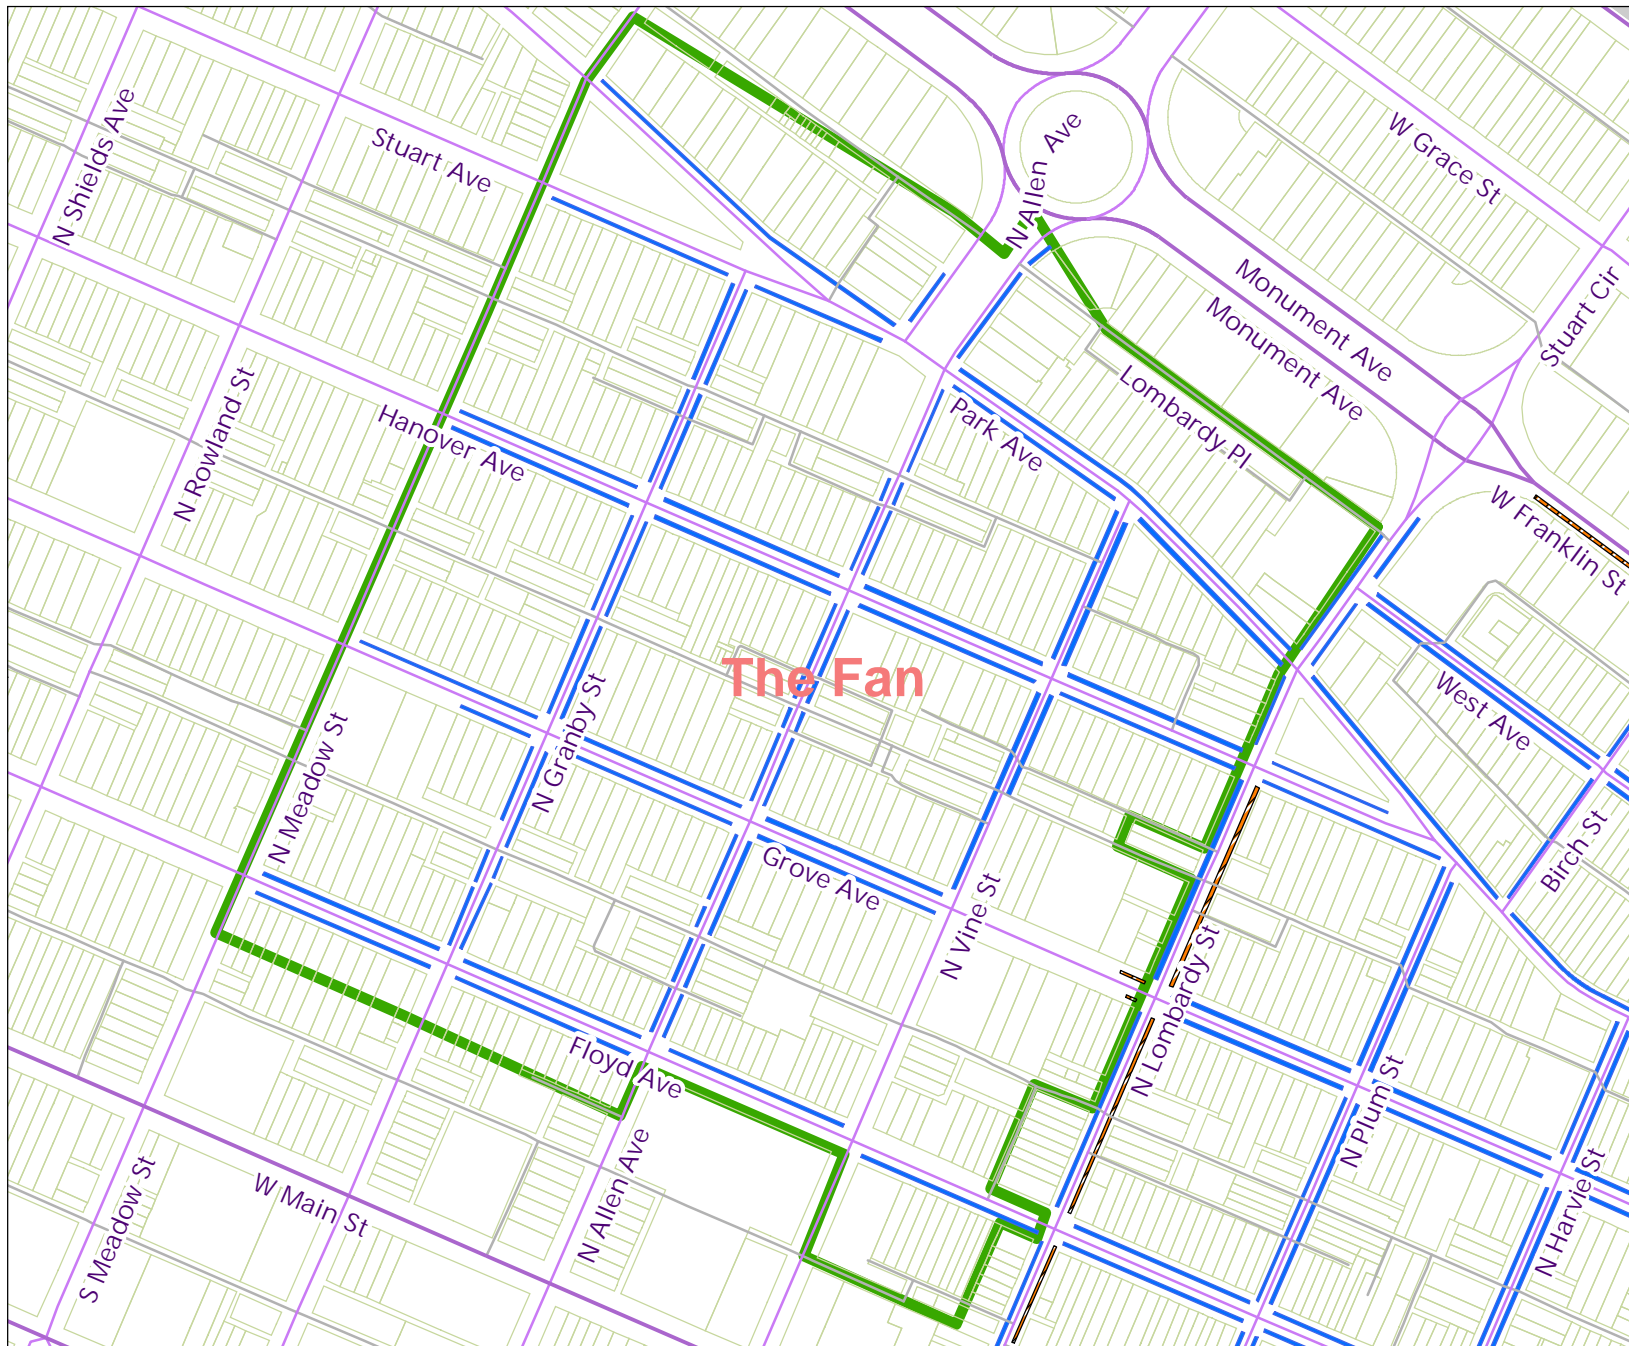 N Shields Ave
Stuart Ave
N Allen Ave
W Grace St
Stuart Cir
Monument Ave
Monument Ave
N Rowland St
Hanover Ave
Park Ave
Lombardy Pl
W Franklin St
The Fan
N Meadow St
N Granby St
West Ave
Birch St
Grove Ave
N Vine St
N Lombardy St
Floyd Ave
N Plum St
N Harvie St
S Meadow St
W Main St
N Allen Ave